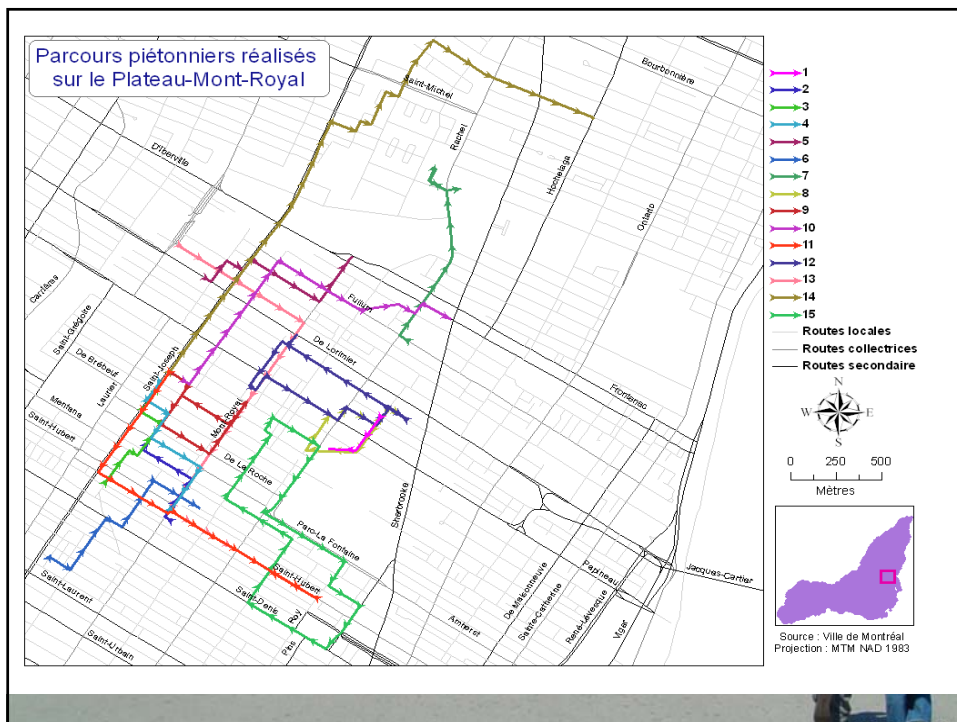 Parcours piétonniers réalisés
sur le Plateau-Mont-Royal
Bourbonnière
Saint-Michel
Rachel
D'Iberville
Hochelaga
Ontario
Cartières
Saint-Grégoire
Fullum
De Brébeuf
Saint-Joseph
De Lorimier
Laurier
Mentana
Frontenac
Saint-Hubert
Mont-Royal
De La Roche
Sherbrooke
Parc-La Fontaine
Saint-Hubert
Jacques-Cartier
Saint-Laurent
Saint-Denis
De Maisonneuve
Sainte-Catherine
Papineau
René-Lévesque
Viger
Amherst
Roy
Pins
Saint-Urbain
1
2
3
4
5
6
7
8
9
10
11
12
13
14
15
Routes locales
Routes collectrices
Routes secondaire
N
W E
S
0 250 500
Mètres
Source : Ville de Montréal
Projection : MTM NAD 1983